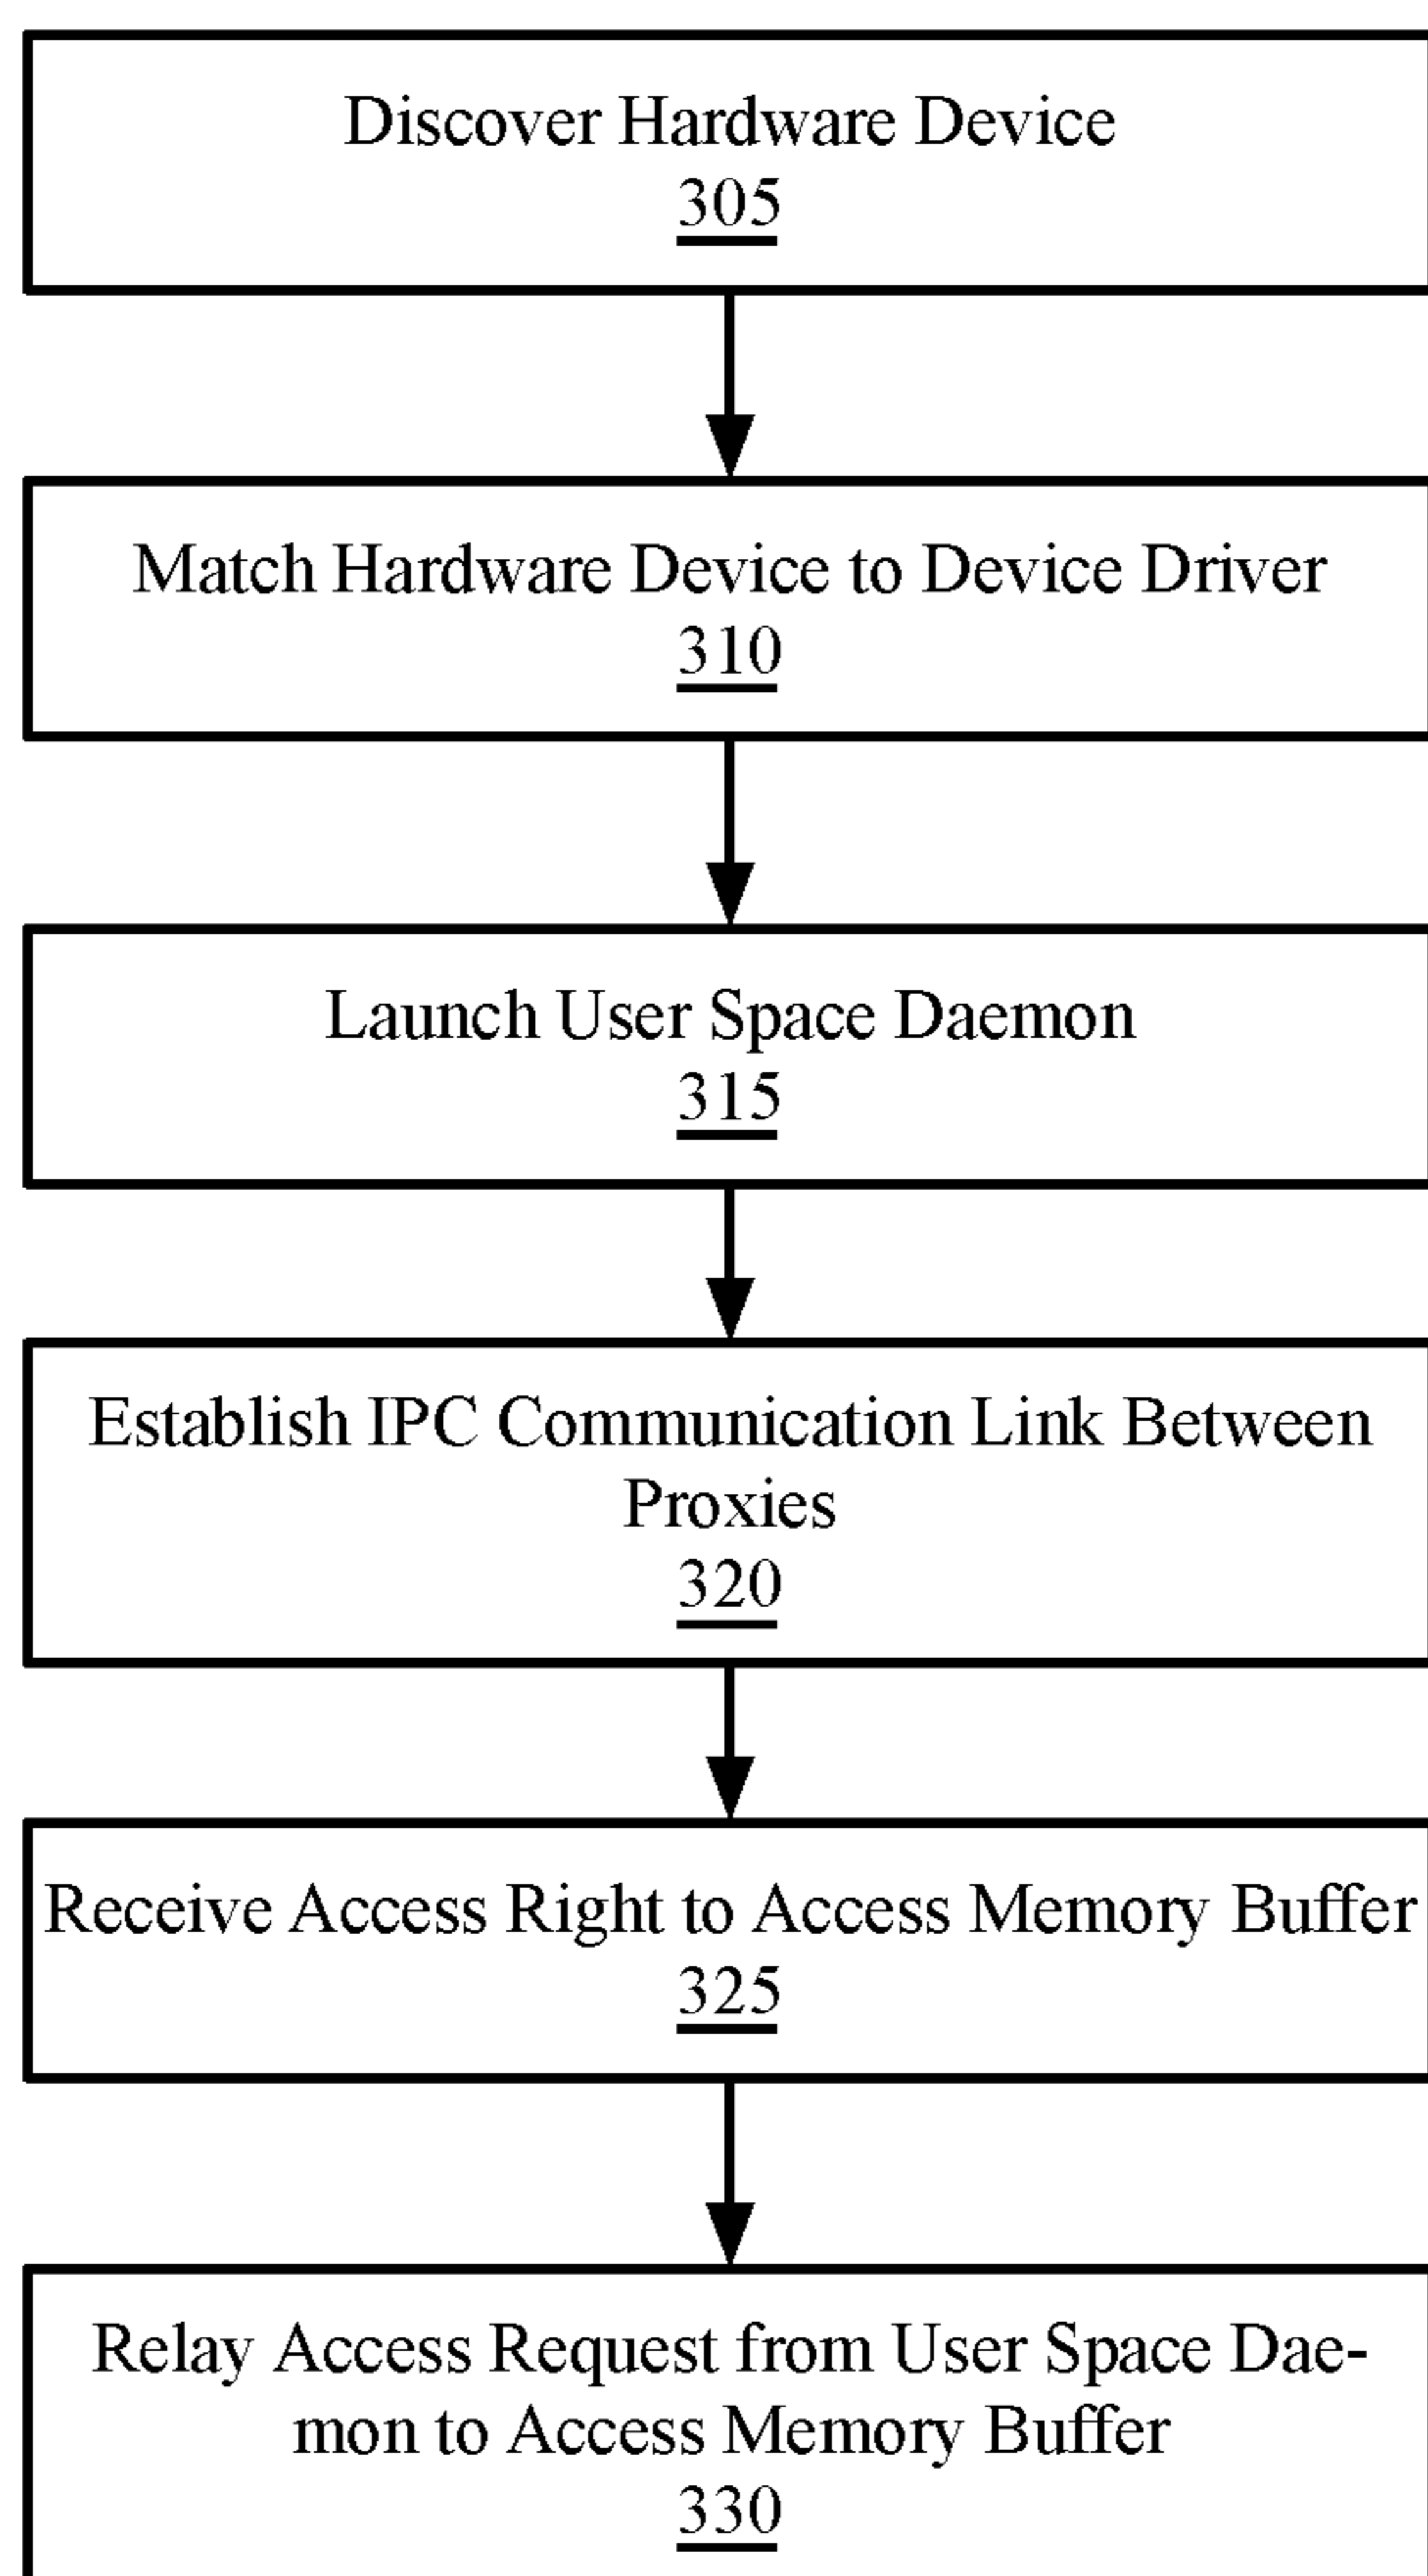 Discover Hardware Device
305
Match Hardware Device to Device Driver
310
Launch User Space Daemon
315
Establish IPC Communication Link Between
Proxies
320
Receive Access Right to Access Memory Buffer
325
Relay Access Request from User Space Dae-
mon to Access Memory Buffer
330